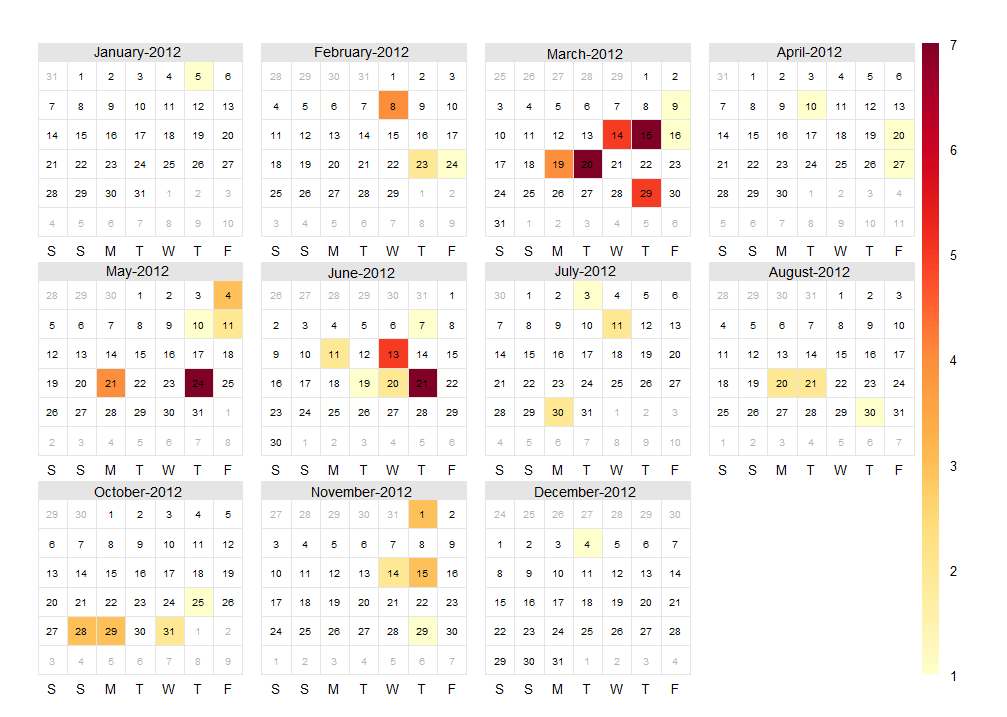 January-2012
31 1 2 3 4 5 6
7 8 9 10 11 12 13
14 15 16 17 18 19 20
21 22 23 24 25 26 27
28 29 30 31 1 2 3
4 5 6 7 8 9 10
S S M T W T F
February-2012
28 29 30 31 1 2 3
4 5 6 7 8 9 10
11 12 13 14 15 16 17
18 19 20 21 22 23 24
25 26 27 28 29 1 2
3 4 5 6 7 8 9
S S M T W T F
March-2012
25 26 27 28 29 1 2
3 4 5 6 7 8 9
10 11 12 13 14 15 16
17 18 19 20 21 22 23
24 25 26 27 28 29 30
31 1 2 3 4 5 6
S S M T W T F
April-2012
31 1 2 3 4 5 6
7 8 9 10 11 12 13
14 15 16 17 18 19 20
21 22 23 24 25 26 27
28 29 30 1 2 3 4
5 6 7 8 9 10 11
S S M T W T F
May-2012
28 29 30 1 2 3 4
5 6 7 8 9 10 11
12 13 14 15 16 17 18
19 20 21 22 23 24 25
26 27 28 29 30 31 1
2 3 4 5 6 7 8
S S M T W T F
June-2012
26 27 28 29 30 31 1
2 3 4 5 6 7 8
9 10 11 12 13 14 15
16 17 18 19 20 21 22
23 24 25 26 27 28 29
30 1 2 3 4 5 6
S S M T W T F
July-2012
30 1 2 3 4 5 6
7 8 9 10 11 12 13
14 15 16 17 18 19 20
21 22 23 24 25 26 27
28 29 30 31 1 2 3
4 5 6 7 8 9 10
S S M T W T F
August-2012
28 29 30 31 1 2 3
4 5 6 7 8 9 10
11 12 13 14 15 16 17
18 19 20 21 22 23 24
25 26 27 28 29 30 31
1 2 3 4 5 6 7
S S M T W T F
October-2012
29 30 1 2 3 4 5
6 7 8 9 10 11 12
13 14 15 16 17 18 19
20 21 22 23 24 25 26
27 28 29 30 31 1 2
3 4 5 6 7 8 9
S S M T W T F
November-2012
27 28 29 30 31 1 2
3 4 5 6 7 8 9
10 11 12 13 14 15 16
17 18 19 20 21 22 23
24 25 26 27 28 29 30
1 2 3 4 5 6 7
S S M T W T F
December-2012
24 25 26 27 28 29 30
1 2 3 4 5 6 7
8 9 10 11 12 13 14
15 16 17 18 19 20 21
22 23 24 25 26 27 28
29 30 31 1 2 3 4
S S M T W T F
7
6
5
4
3
2
1